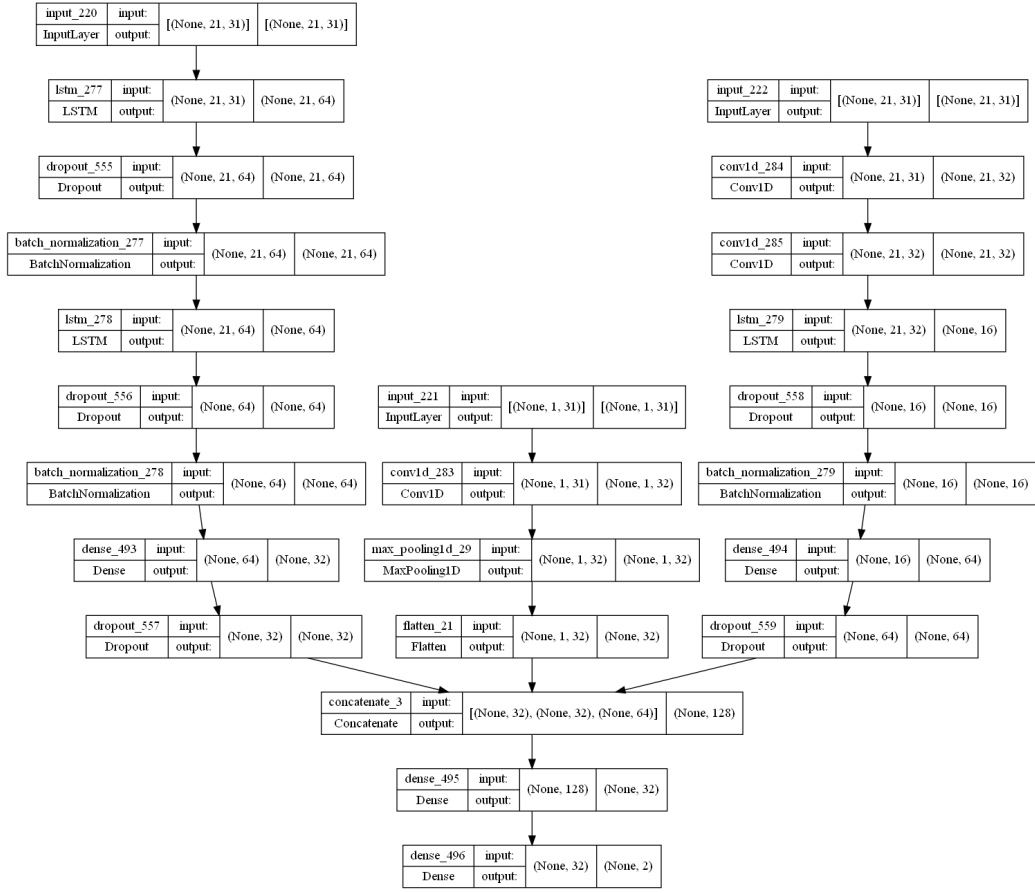 input_220 input: [(None, 21, 31)] [(None, 21, 31)]
InputLayer output:
lstm_277 input: (None, 21, 31) (None, 21, 64)
LSTM output:
dropout_555 input: (None, 21, 64) (None, 21, 64)
Dropout output:
batch_normalization_277 input: (None, 21, 64) (None, 21, 64)
BatchNormalization output:
lstm_278 input: (None, 21, 64) (None, 64)
LSTM output:
dropout_556 input: (None, 64) (None, 64)
Dropout output:
batch_normalization_278 input: (None, 64) (None, 64)
BatchNormalization output:
dense_493 input: (None, 64) (None, 32)
Dense output:
dropout_557 input: (None, 32) (None, 32)
Dropout output:
input_221 input: [(None, 1, 31)] [(None, 1, 31)]
InputLayer output:
conv1d_283 input: (None, 1, 31) (None, 1, 32)
Conv1D output:
max_pooling1d_29 input: (None, 1, 32) (None, 1, 32)
MaxPooling1D output:
flatten_21 input: (None, 1, 32) (None, 32)
Flatten output:
input_222 input: [(None, 21, 31)] [(None, 21, 31)]
InputLayer output:
conv1d_284 input: (None, 21, 31) (None, 21, 32)
Conv1D output:
conv1d_285 input: (None, 21, 32) (None, 21, 32)
Conv1D output:
lstm_279 input: (None, 21, 32) (None, 16)
LSTM output:
dropout_558 input: (None, 16) (None, 16)
Dropout output:
batch_normalization_279 input: (None, 16) (None, 16)
BatchNormalization output:
dense_494 input: (None, 16) (None, 64)
Dense output:
dropout_559 input: (None, 64) (None, 64)
Dropout output:
concatenate_3 input: [(None, 32), (None, 32), (None, 64)] (None, 128)
Concatenate output:
dense_495 input: (None, 128) (None, 32)
Dense output:
dense_496 input: (None, 32) (None, 2)
Dense output: